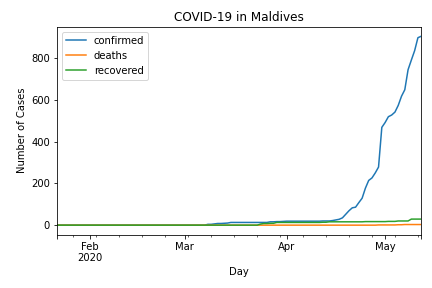 COVID-19 in Maldives
confirmed
deaths
recovered
Number of Cases
800
600
400
200
0
Feb
2020
Mar
Apr
May
Day